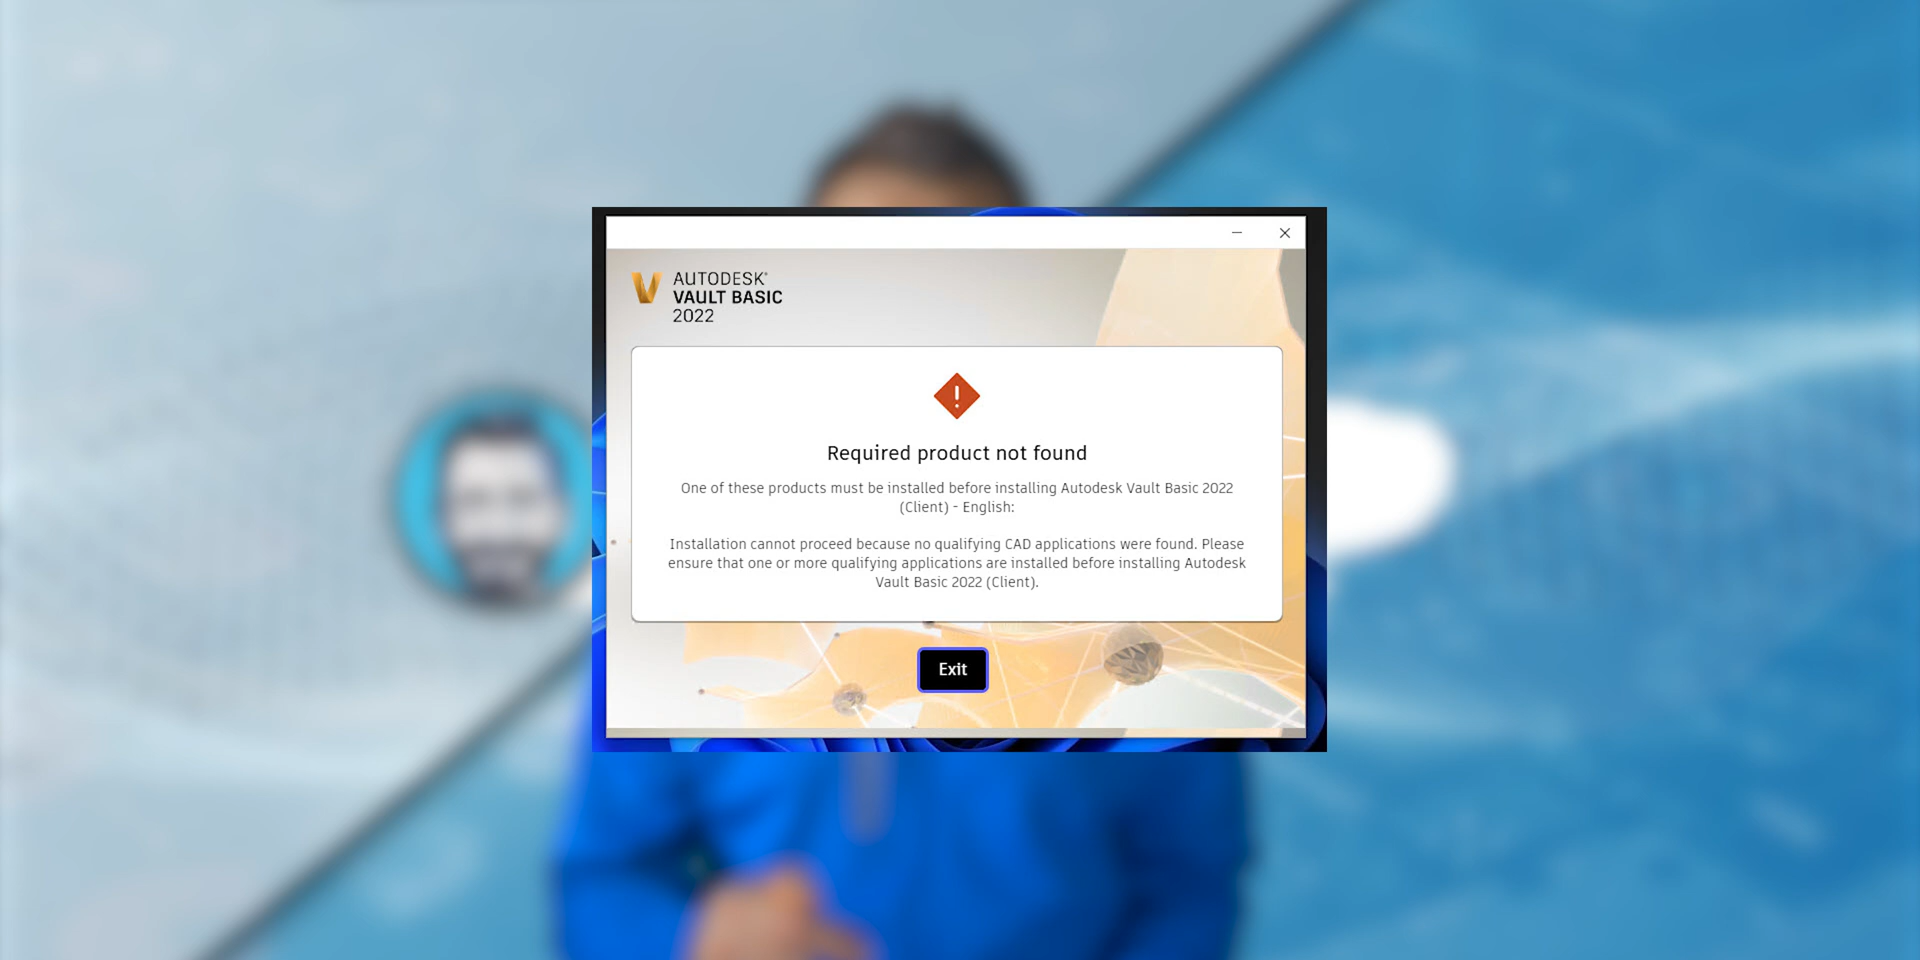 AUTODESK®
VAULT BASIC
2022
Required product not found
One of these products must be installed before installing Autodesk Vault Basic 2022
(Client) - English:
Installation cannot proceed because no qualifying CAD applications were found. Please
ensure that one or more qualifying applications are installed before installing Autodesk
Vault Basic 2022 (Client).
Exit